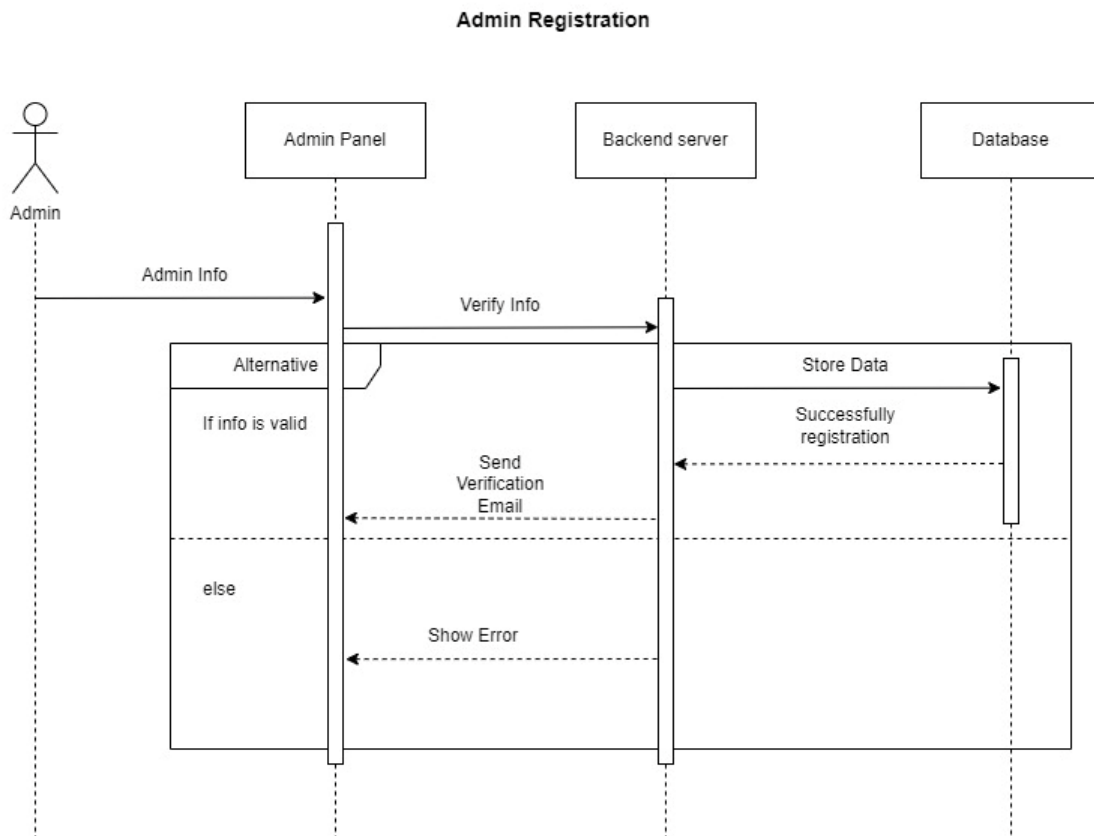 Admin Registration
Admin Panel
Backend server
Database
Admin
Admin Info
Verify Info
Alternative
Store Data
If info is valid
Successfully
registration
Send
Verification
Email
else
Show Error